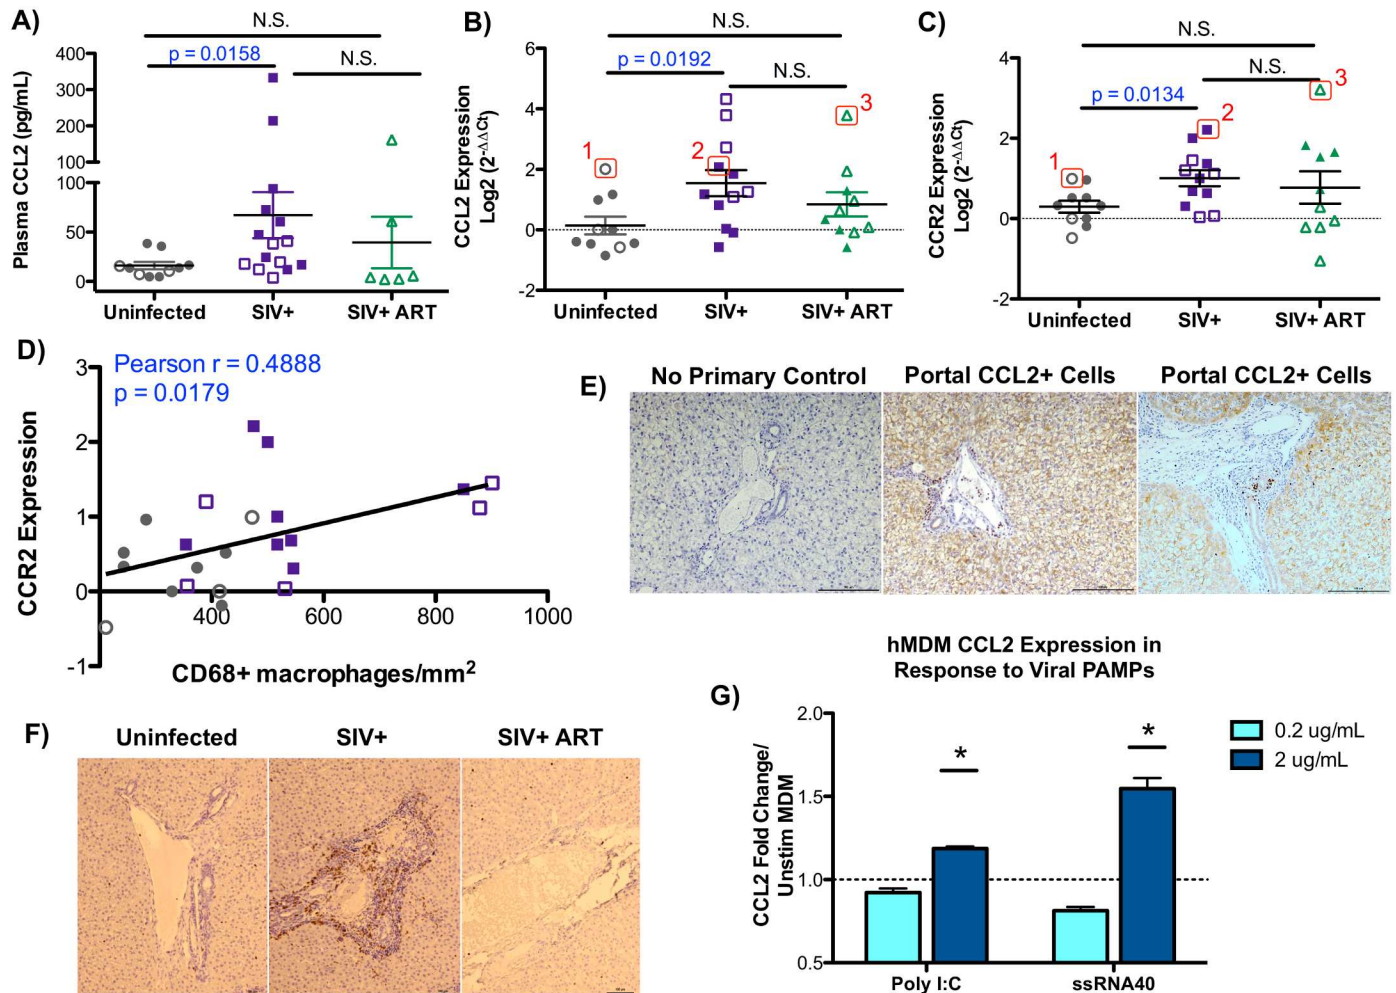 A)
N.S.
p = 0.0158
N.S.
Plasma CCL2 (pg/mL)
400
300
200
100
100
50
0
Uninfected
SIV+
SIV+ ART
B)
N.S.
p = 0.0192
N.S.
CCL2 Expression
Log2 (2-ΔΔCt)
6
4
2
0
-2
1
2
3
Uninfected
SIV+
SIV+ ART
C)
N.S.
N.S.
p = 0.0134
CCR2 Expression
Log2 (2-ΔΔCt)
4
2
0
-2
1
2
3
Uninfected
SIV+
SIV+ ART
D)
Pearson r = 0.4888
p = 0.0179
CCR2 Expression
3
2
1
0
-1
400
600
800
1000
CD68+ macrophages/mm2
E)
No Primary Control
Portal CCL2+ Cells
Portal CCL2+ Cells
F)
Uninfected
SIV+
SIV+ ART
hMDM CCL2 Expression in
Response to Viral PAMPs
G)
CCL2 Fold Change/
Unstim MDM
2.0
1.5
1.0
0.5
*
*
Poly I:C
ssRNA40
0.2 ug/mL
2 ug/mL